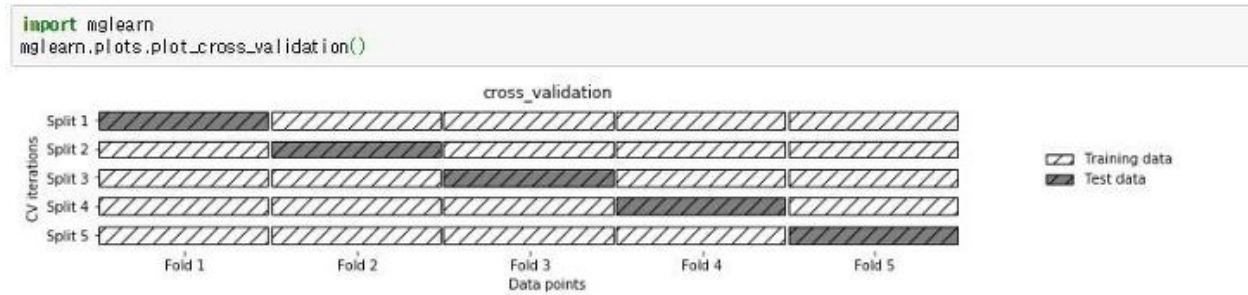 import mglearn
mglearn.plots.plot_cross_validation()
cross_validation
CV iterations
Split 1
Split 2
Split 3
Split 4
Split 5
Fold 1 Fold 2 Fold 3 Fold 4 Fold 5
Data points
Training data
Test data